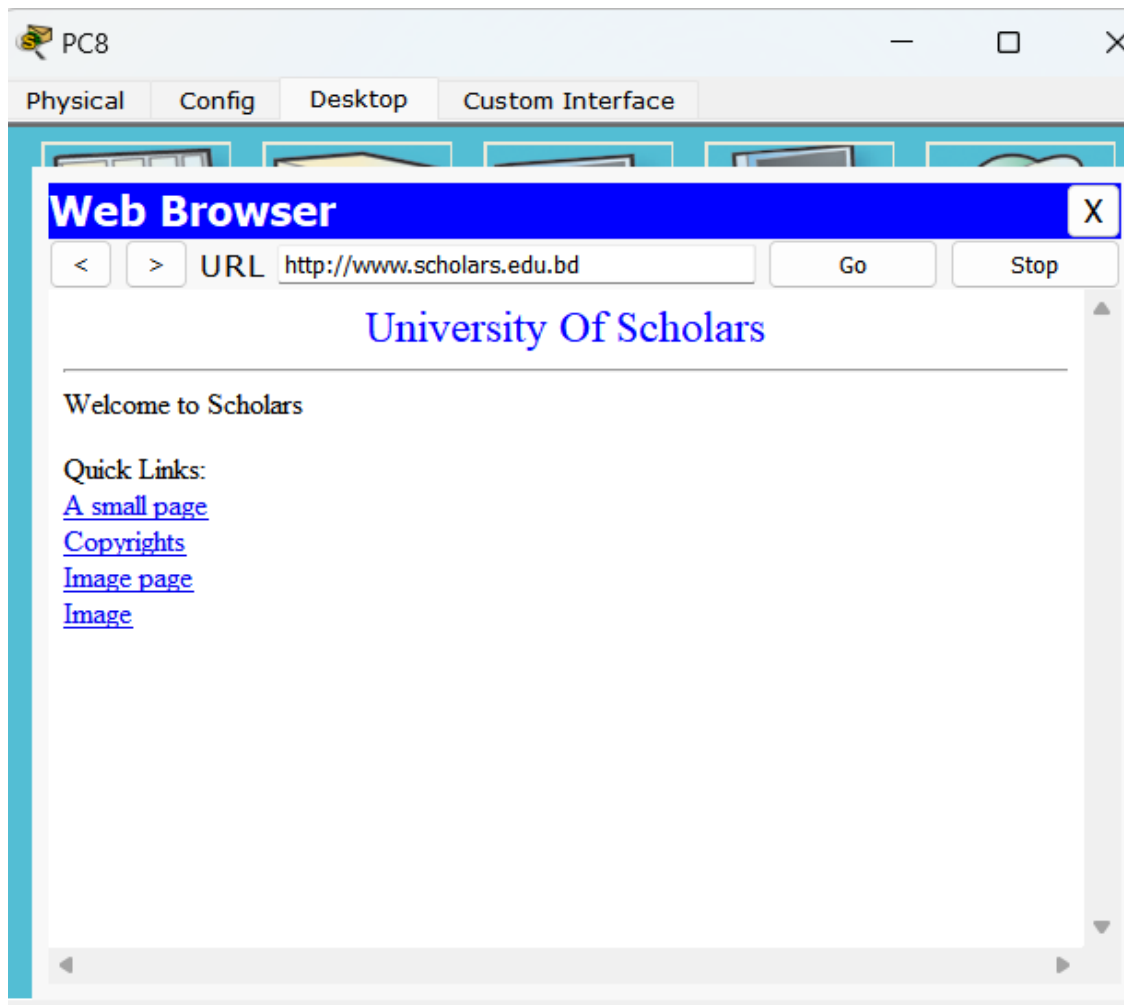 PC8
Physical Config Desktop Custom Interface
Web Browser X
< > URL http://www.scholars.edu.bd Go Stop
University Of Scholars
Welcome to Scholars
Quick Links:
A small page
Copyrights
Image page
Image